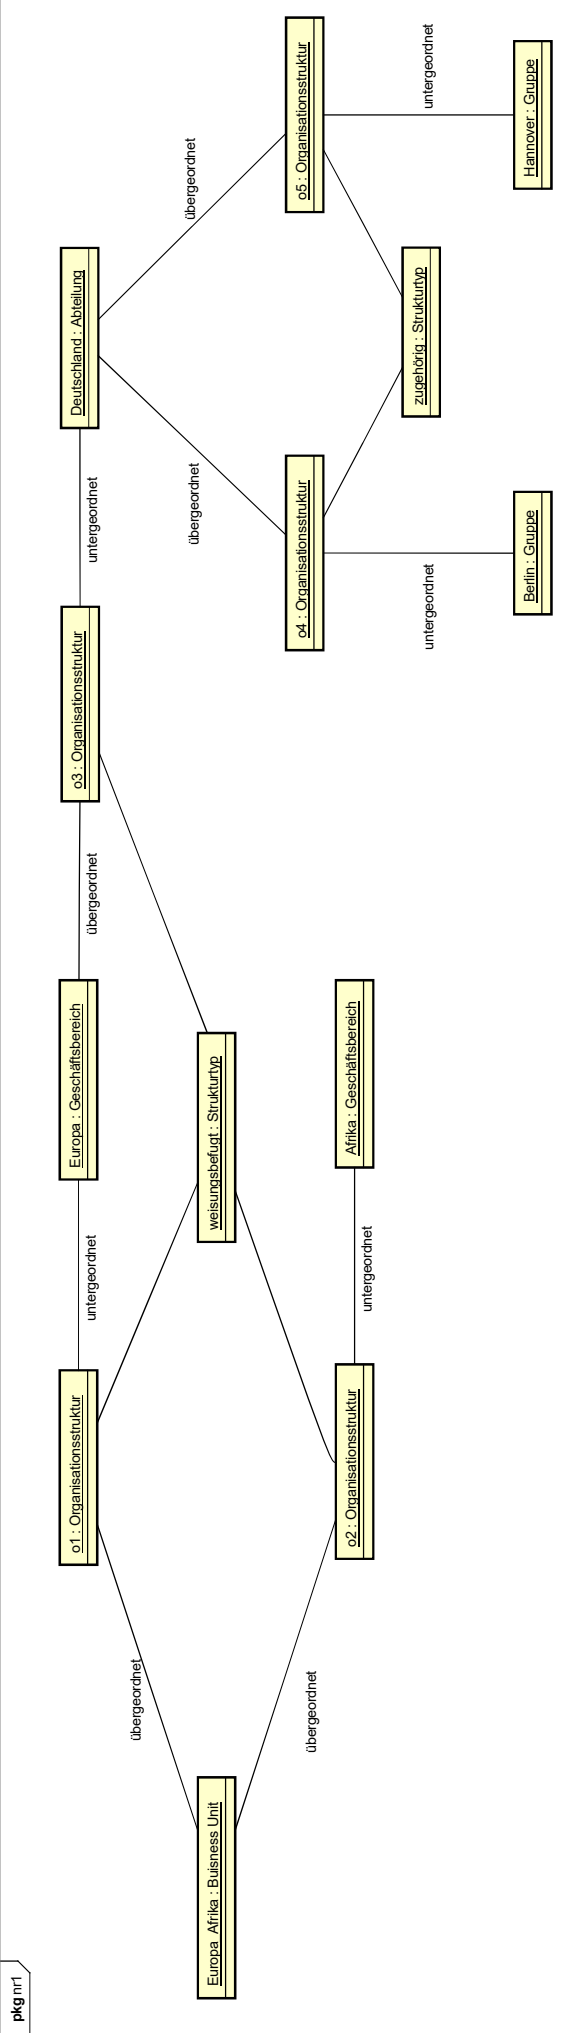 pkg nr1
Europa_Afrika : Buisness Unit
übergeordnet
übergeordnet
o1 : Organisationsstruktur
o2 : Organisationsstruktur
untergeordnet
untergeordnet
weisungsbefugt : Strukturtyp
Europa : Geschäftsbereich
Afrika : Geschäftsbereich
übergeordnet
o3 : Organisationsstruktur
untergeordnet
Deutschland : Abteilung
übergeordnet
übergeordnet
o4 : Organisationsstruktur
o5 : Organisationsstruktur
zugehörig : Strukturtyp
untergeordnet
untergeordnet
Berlin : Gruppe
Hannover : Gruppe